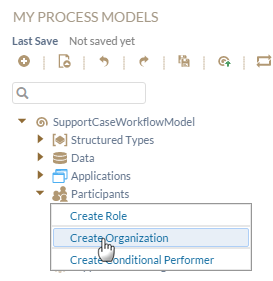 MY PROCESS MODELS
Last Save Not saved yet
SupportCaseWorkflowModel
Structured Types
Data
Applications
Participants
Create Role
Create Organization
Create Conditional Performer